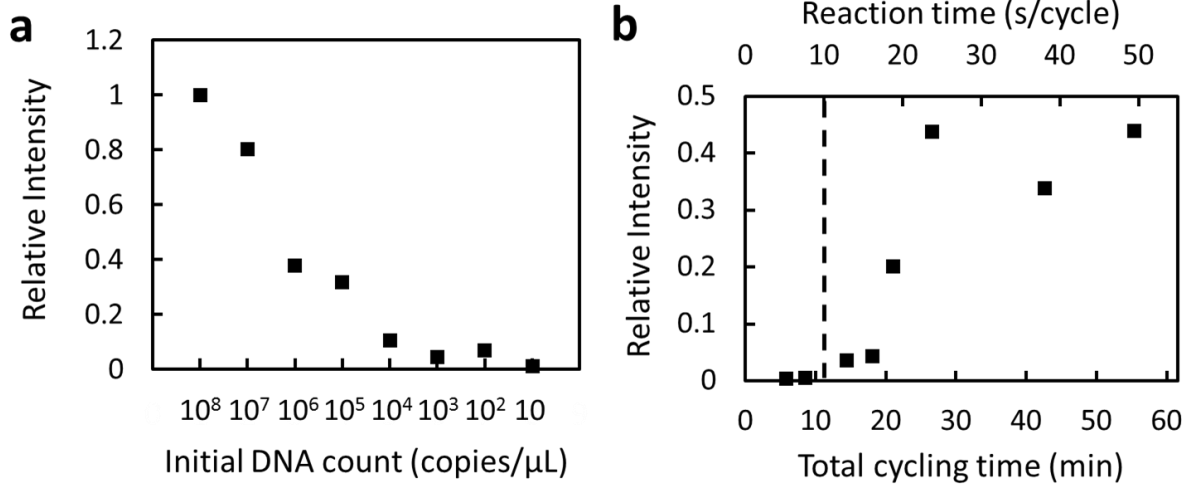 a
1.2
1
0.8
0.6
0.4
0.2
0
Relative Intensity
10⁸ 10⁷ 10⁶ 10⁵ 10⁴ 10³ 10² 10
Initial DNA count (copies/µL)
b
Reaction time (s/cycle)
0 10 20 30 40 50
0.5
0.4
0.3
0.2
0.1
0
Relative Intensity
0 10 20 30 40 50 60
Total cycling time (min)